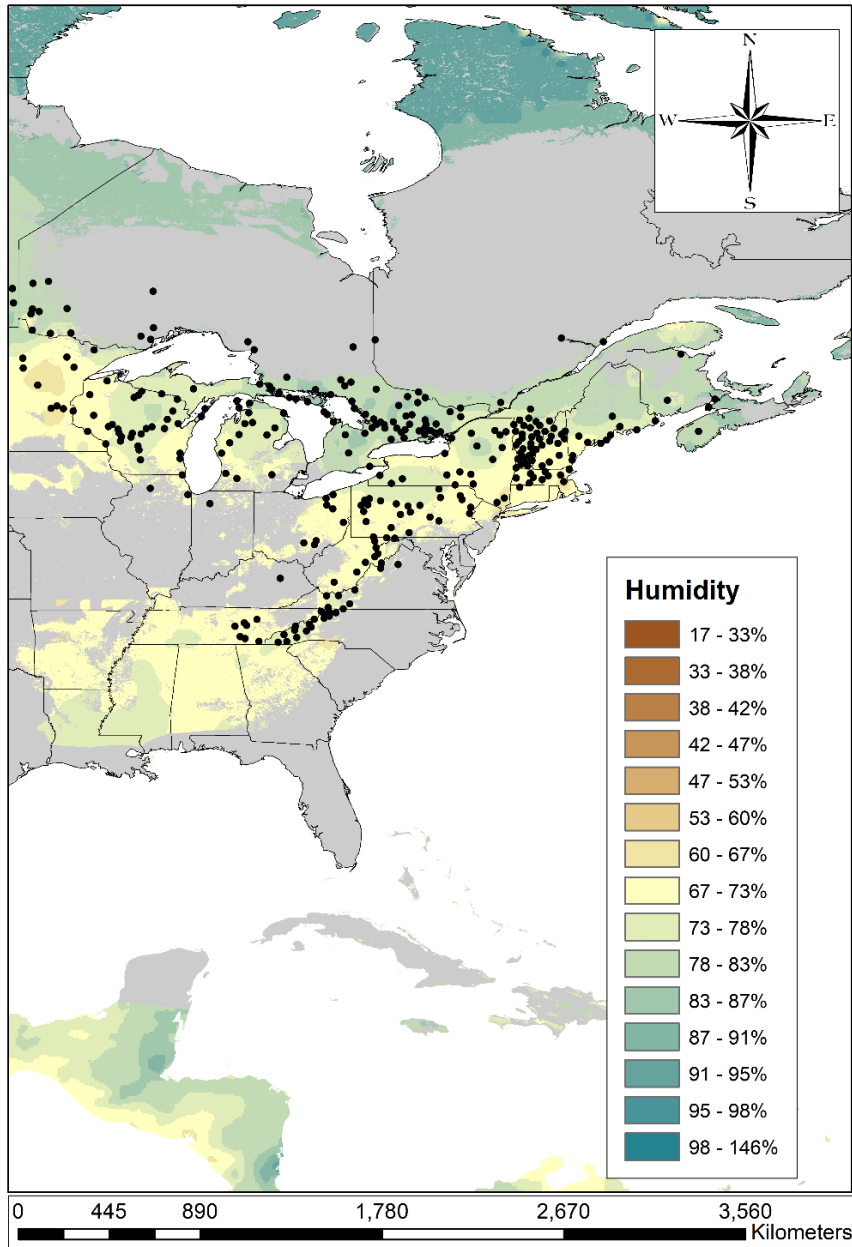 N
W E
S
Humidity
17 - 33%
33 - 38%
38 - 42%
42 - 47%
47 - 53%
53 - 60%
60 - 67%
67 - 73%
73 - 78%
78 - 83%
83 - 87%
87 - 91%
91 - 95%
95 - 98%
98 - 146%
0 445 890 1,780 2,670 3,560
Kilometers